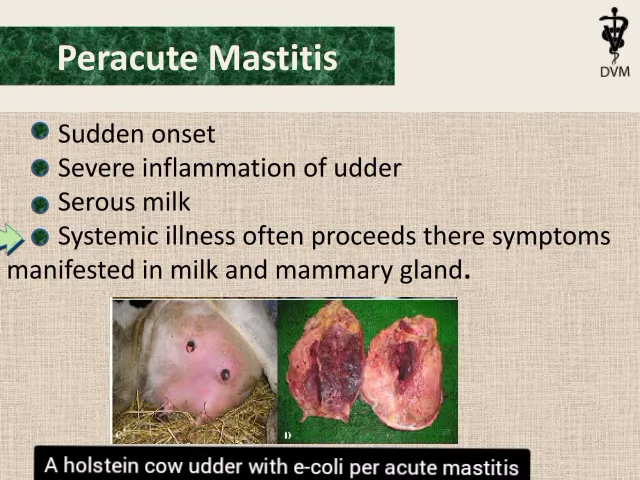 Peracute Mastitis
DVM
Sudden onset
Severe inflammation of udder
Serous milk
Systemic illness often proceeds there symptoms
manifested in milk and mammary gland.
D
A holstein cow udder with e-coli per acute mastitis